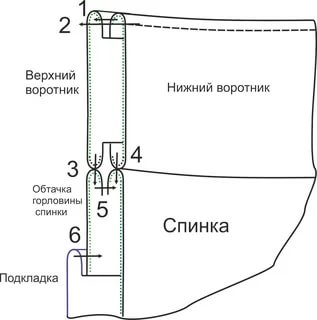 1
2
Верхний
воротник
Нижний воротник
3
4
Обтачка
горловины
спинки
5
Спинка
6
Подкладка